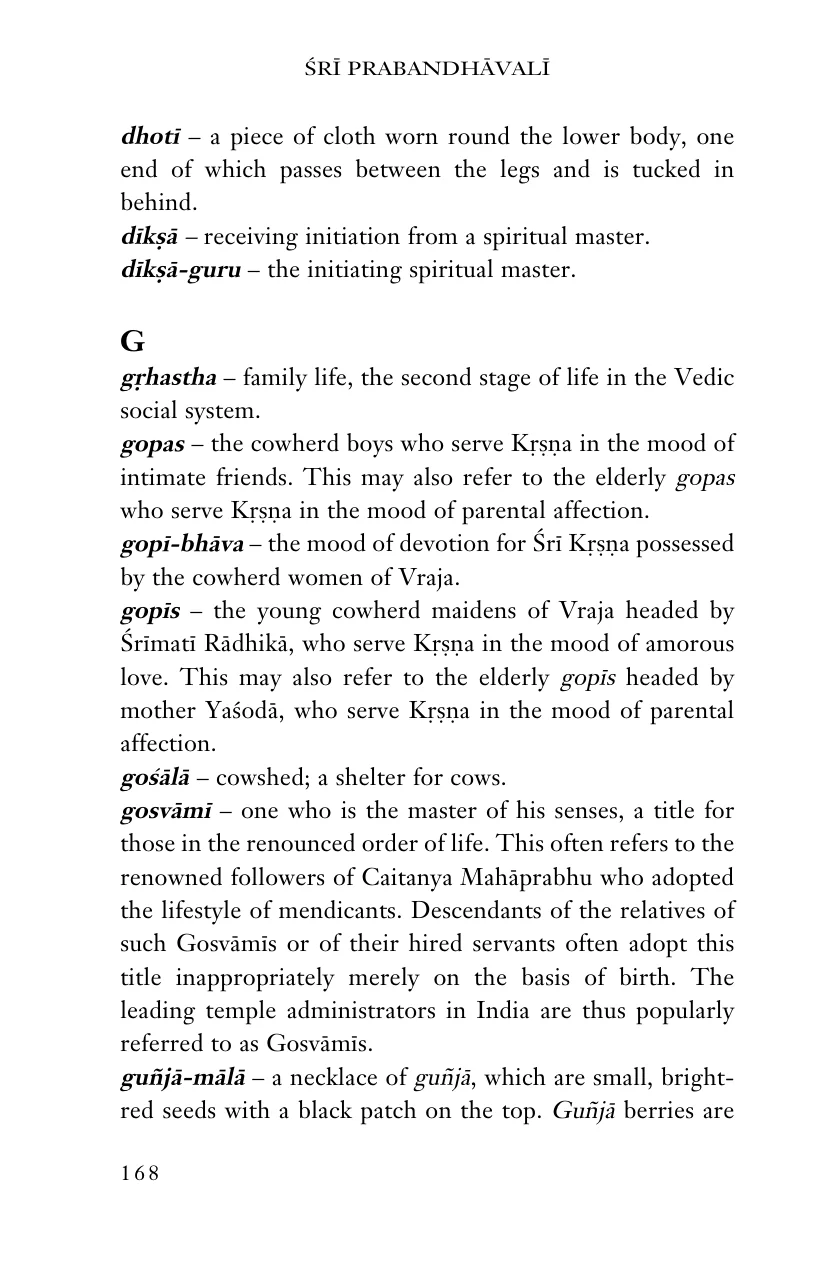 ŚRĪ PRABANDHĀVALĪ
dhotī – a piece of cloth worn round the lower body, one
end of which passes between the legs and is tucked in
behind.
dīkṣā – receiving initiation from a spiritual master.
dīkṣā-guru – the initiating spiritual master.
G
gṛhastha – family life, the second stage of life in the Vedic
social system.
gopas – the cowherd boys who serve Kṛṣṇa in the mood of
intimate friends. This may also refer to the elderly gopas
who serve Kṛṣṇa in the mood of parental affection.
gopī-bhāva – the mood of devotion for Śrī Kṛṣṇa possessed
by the cowherd women of Vraja.
gopīs – the young cowherd maidens of Vraja headed by
Śrīmatī Rādhikā, who serve Kṛṣṇa in the mood of amorous
love. This may also refer to the elderly gopīs headed by
mother Yaśodā, who serve Kṛṣṇa in the mood of parental
affection.
gośālā – cowshed; a shelter for cows.
gosvāmī – one who is the master of his senses, a title for
those in the renounced order of life. This often refers to the
renowned followers of Caitanya Mahāprabhu who adopted
the lifestyle of mendicants. Descendants of the relatives of
such Gosvāmīs or of their hired servants often adopt this
title inappropriately merely on the basis of birth. The
leading temple administrators in India are thus popularly
referred to as Gosvāmīs.
guñjā-mālā – a necklace of guñjā, which are small, bright-
red seeds with a black patch on the top. Guñjā berries are
168